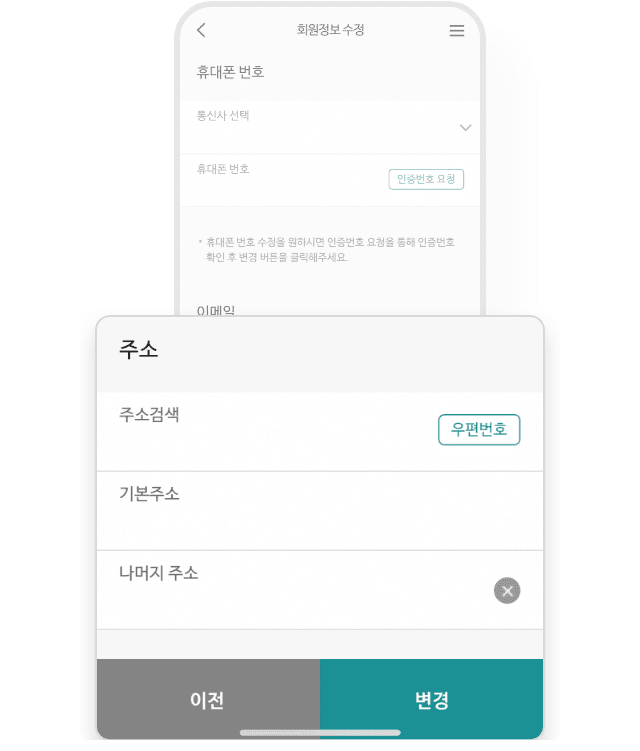 회원정보 수정
휴대폰 번호
통신사 선택
휴대폰 번호
인증번호 요청
* 휴대폰 번호 수정을 원하시면 인증번호 요청을 통해 인증번호
확인 후 변경 버튼을 클릭해주세요.
이메일
주소
주소검색
우편번호
기본주소
나머지 주소
이전
변경